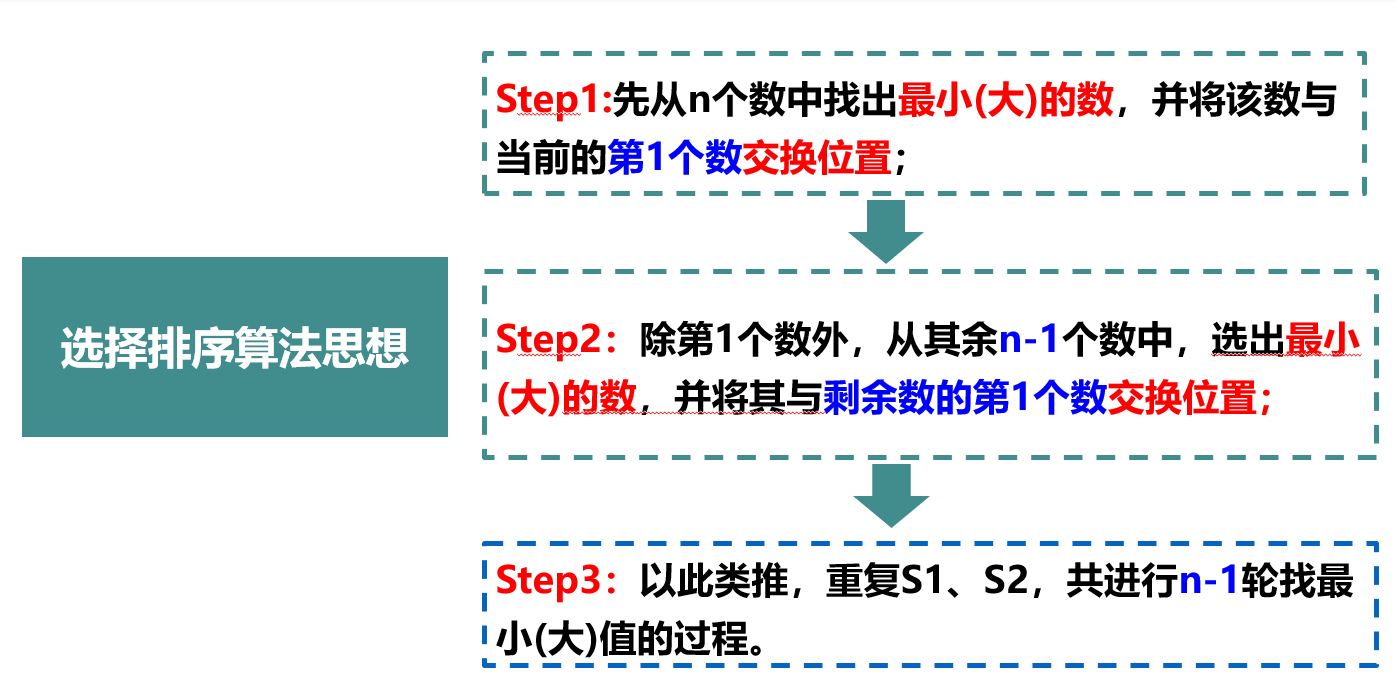 选择排序算法思想
Step1:先从n个数中找出最小(大)的数，并将该数与
当前的第1个数交换位置；
Step2：除第1个数外，从其余n-1个数中，选出最小
(大)的数，并将其与剩余数的第1个数交换位置；
Step3：以此类推，重复S1、S2，共进行n-1轮找最
小(大)值的过程。